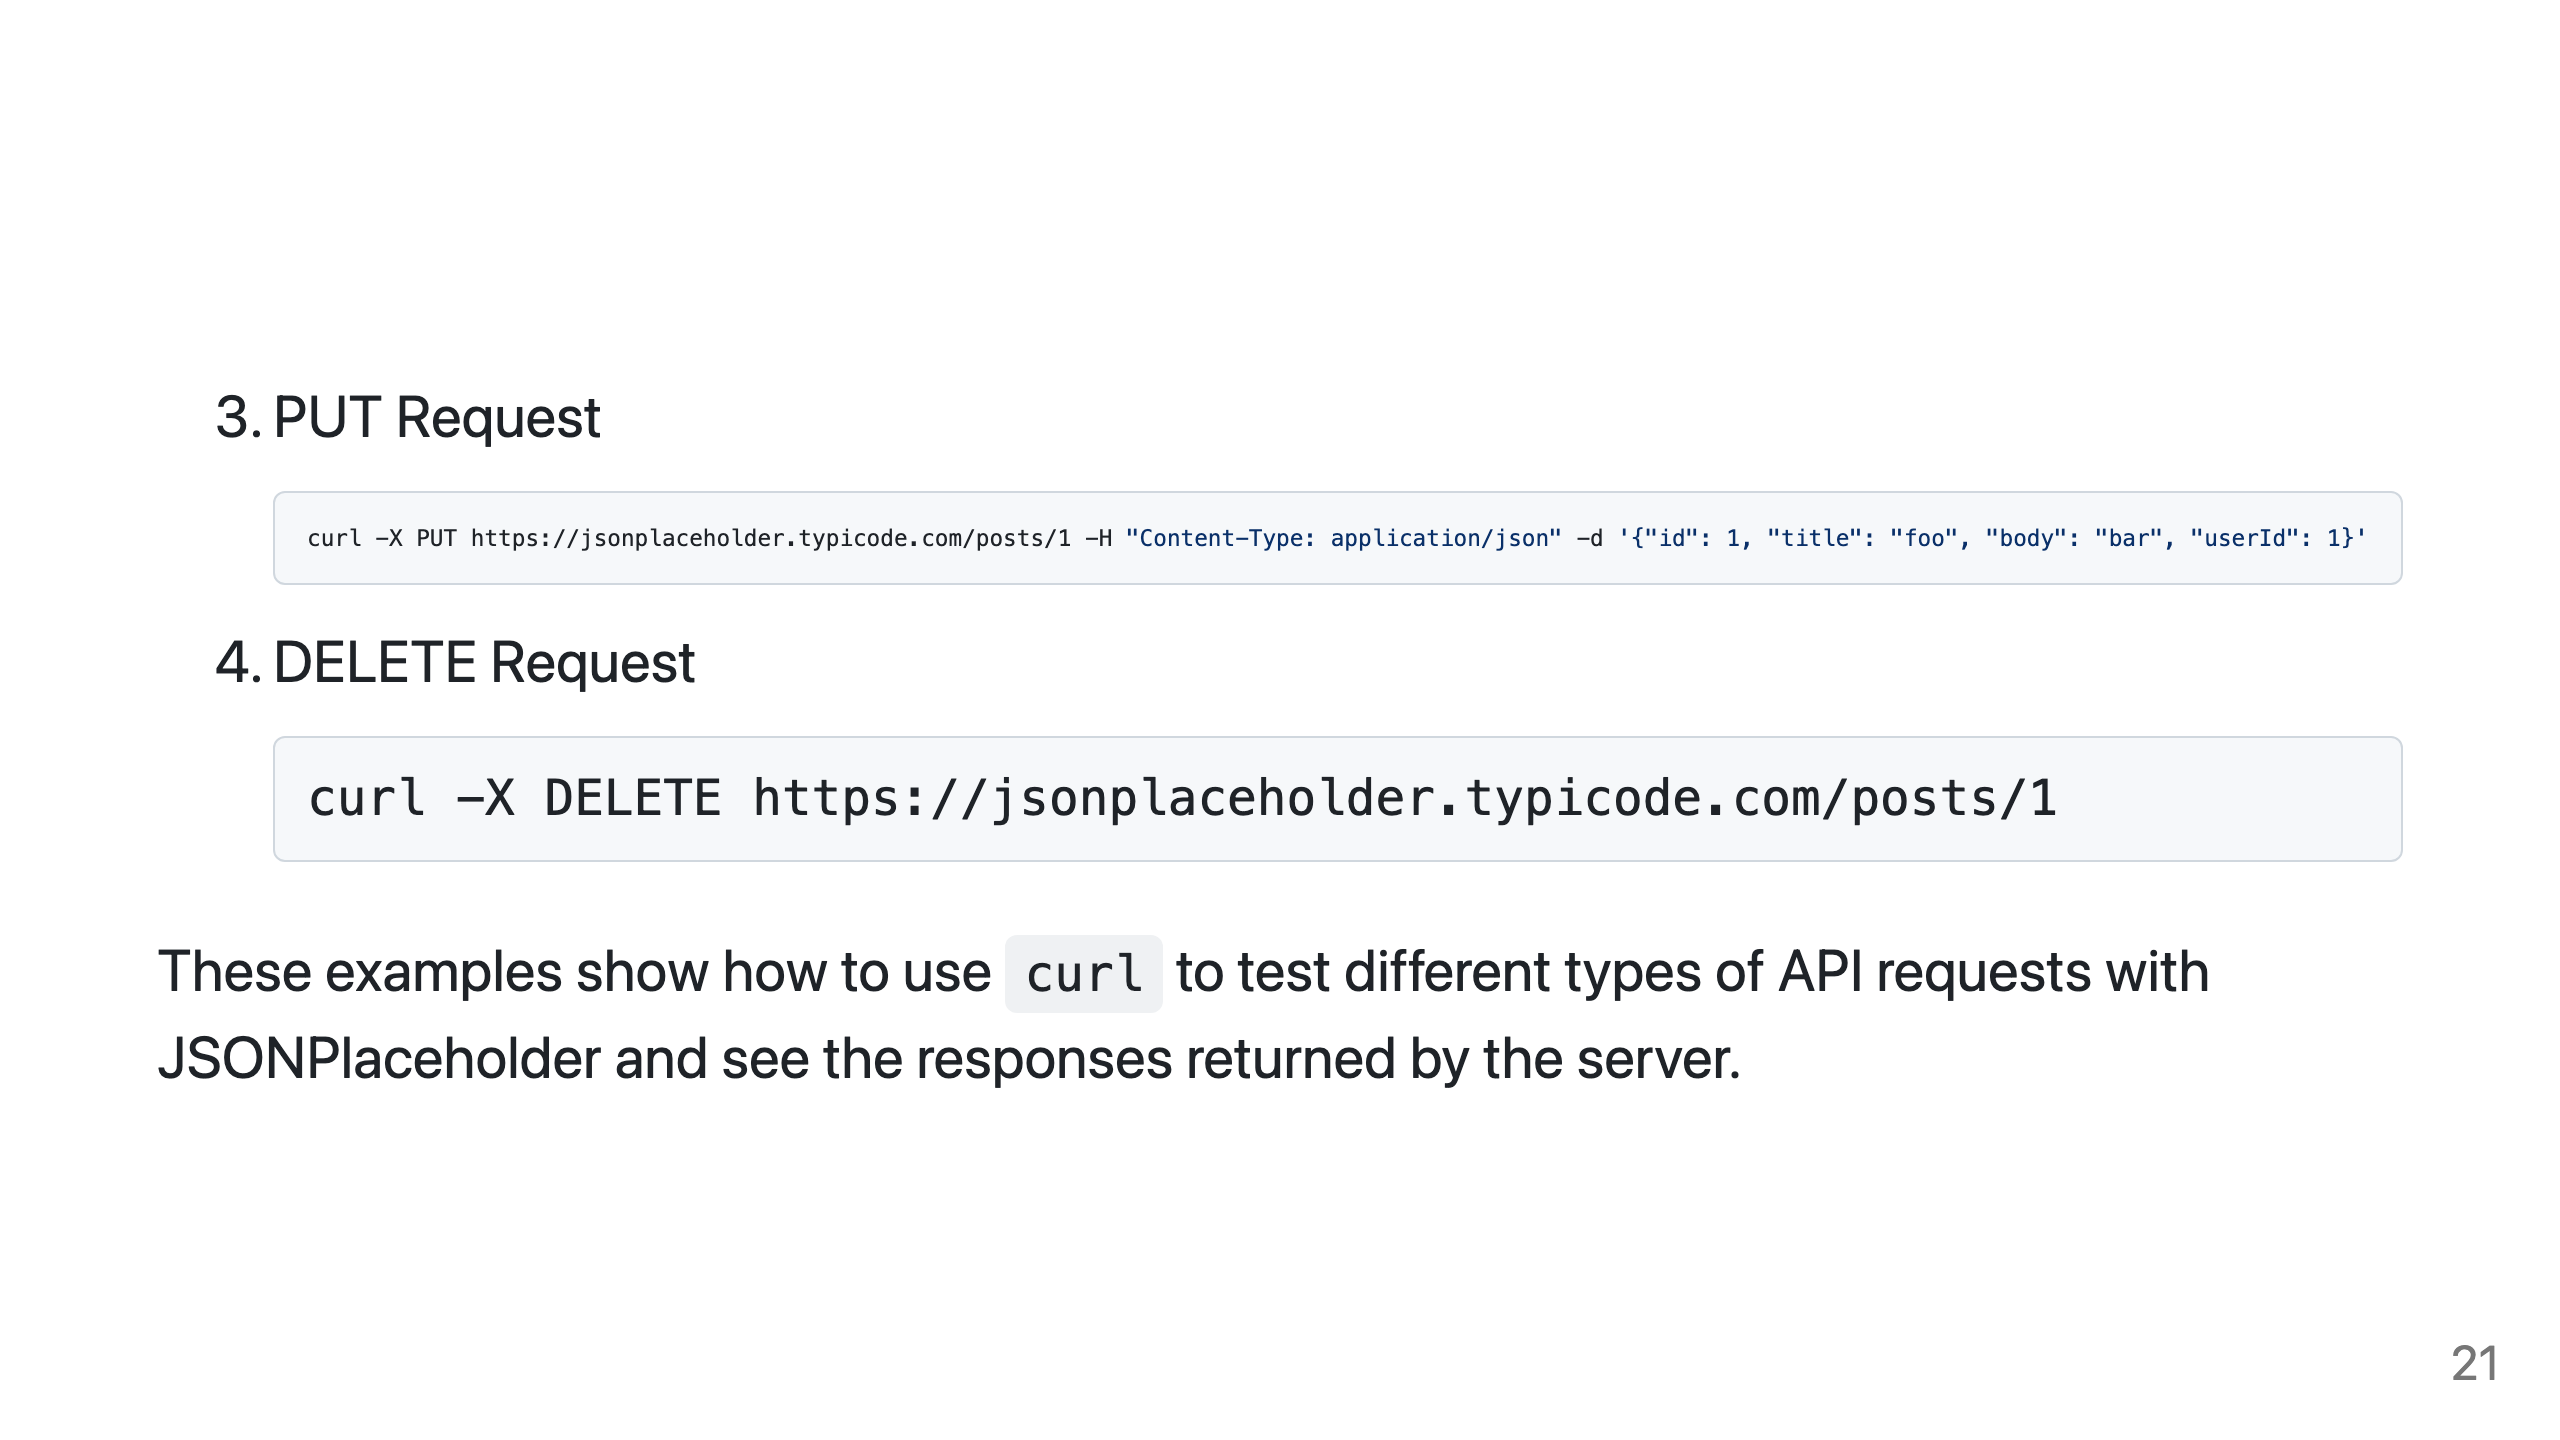 3. PUT Request
curl -X PUT https://jsonplaceholder.typicode.com/posts/1 -H "Content-Type: application/json" -d '{"id": 1, "title": "foo", "body": "bar", "userId": 1}'
4. DELETE Request
curl -X DELETE https://jsonplaceholder.typicode.com/posts/1
These examples show how to use curl to test different types of API requests with
JSONPlaceholder and see the responses returned by the server.
21